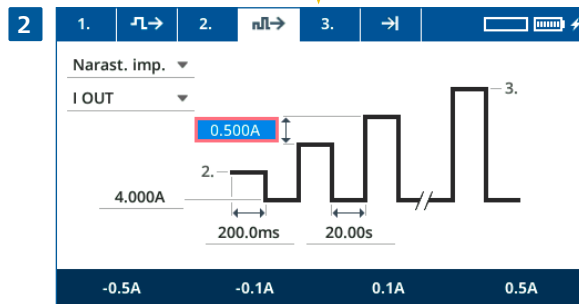 2
1. 2. 3.
Narast. imp.
I OUT
3.
0.500A
2.
4.000A
200.0ms 20.00s
-0.5A -0.1A 0.1A 0.5A